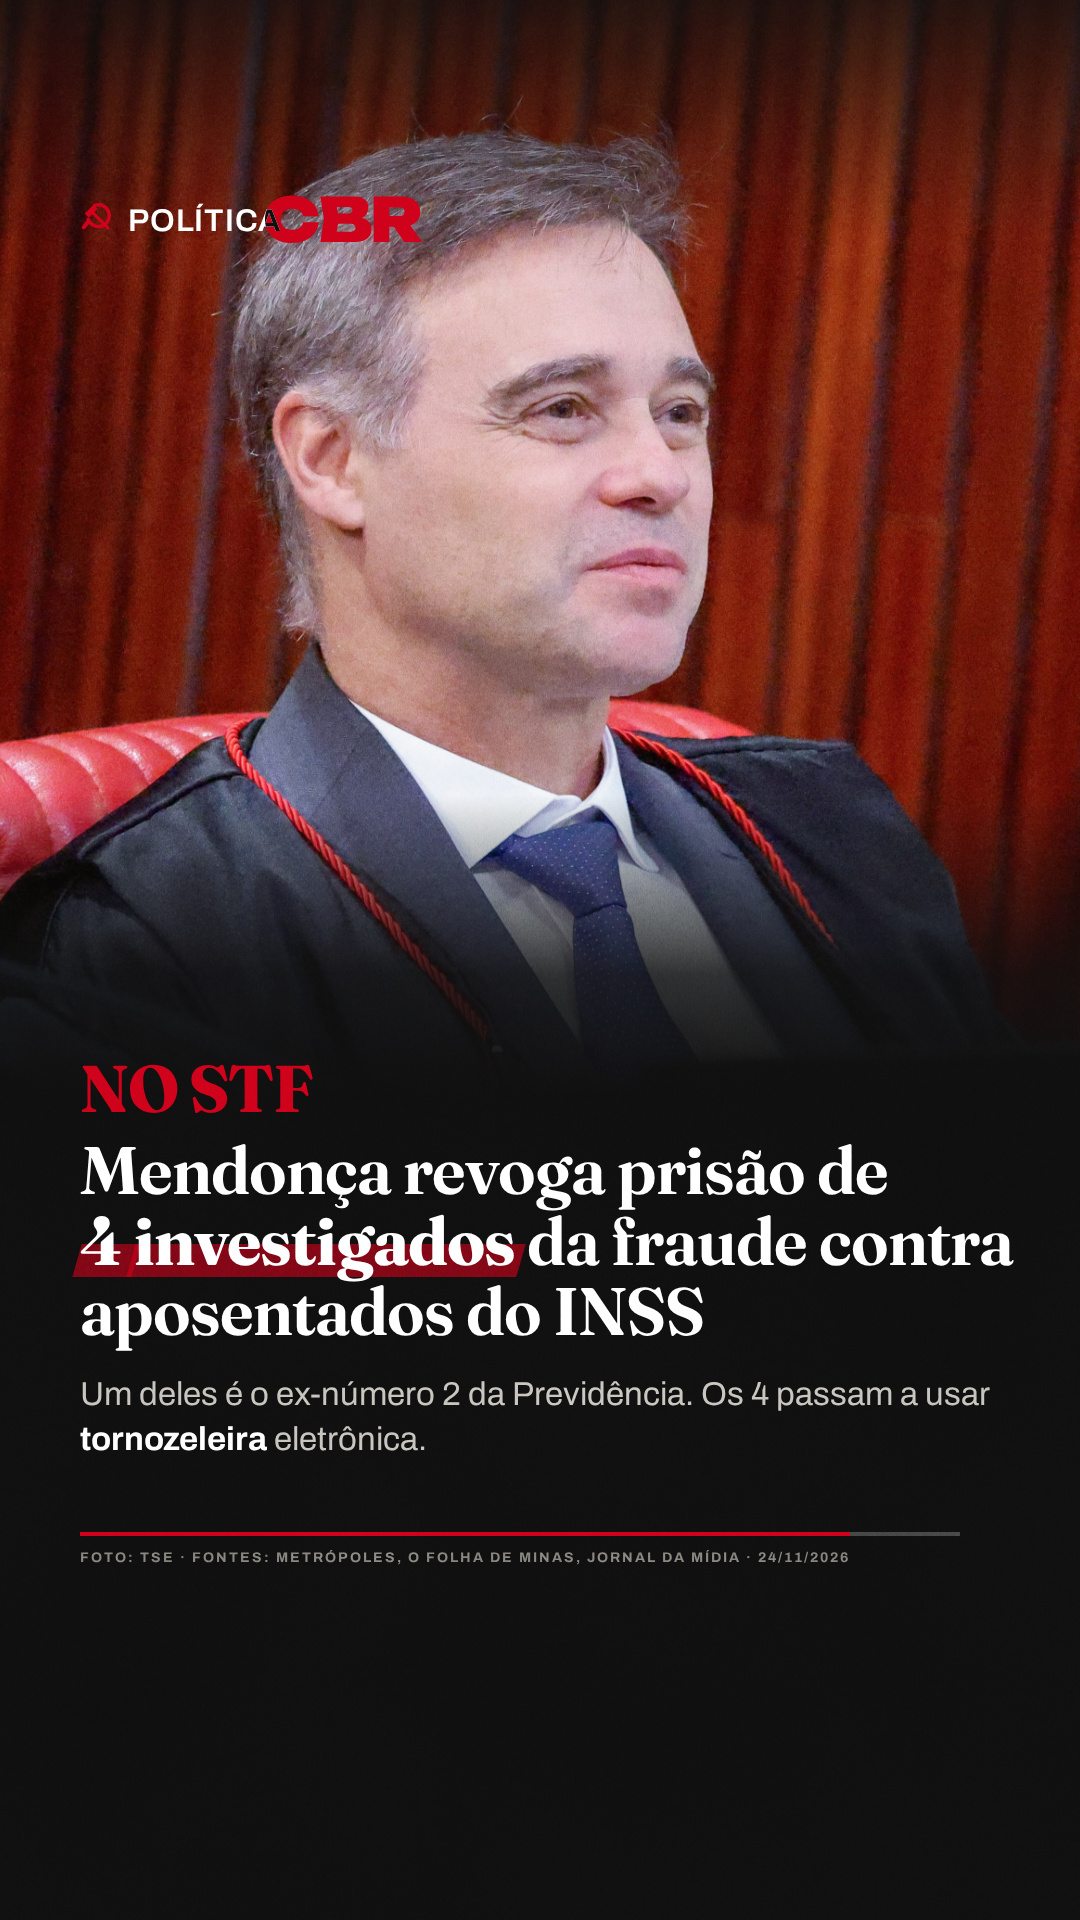 POLÍTICA CBR
NO STF
Mendonça revoga prisão de
4 investigados da fraude contra
aposentados do INSS
Um deles é o ex-número 2 da Previdência. Os 4 passam a usar
tornozeleira eletrônica.
FOTO: TSE · FONTES: METRÓPOLES, O FOLHA DE MINAS, JORNAL DA MÍDIA · 24/11/2026